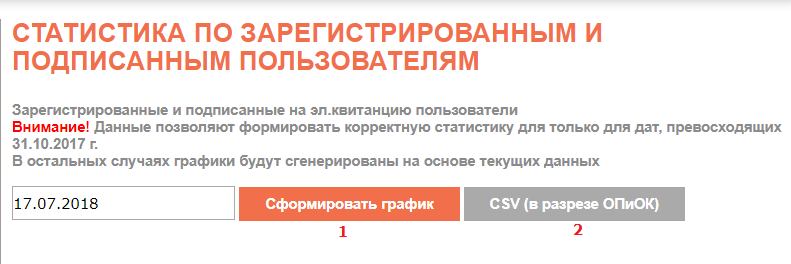 СТАТИСТИКА ПО ЗАРЕГИСТРИРОВАННЫМ И
ПОДПИСАННЫМ ПОЛЬЗОВАТЕЛЯМ
Зарегистрированные и подписанные на эл.квитанцию пользователи
Внимание! Данные позволяют формировать корректную статистику для только для дат, превосходящих
31.10.2017 г.
В остальных случаях графики будут сгенерированы на основе текущих данных
17.07.2018 Сформировать график CSV (в разрезе ОПиОК)
1 2